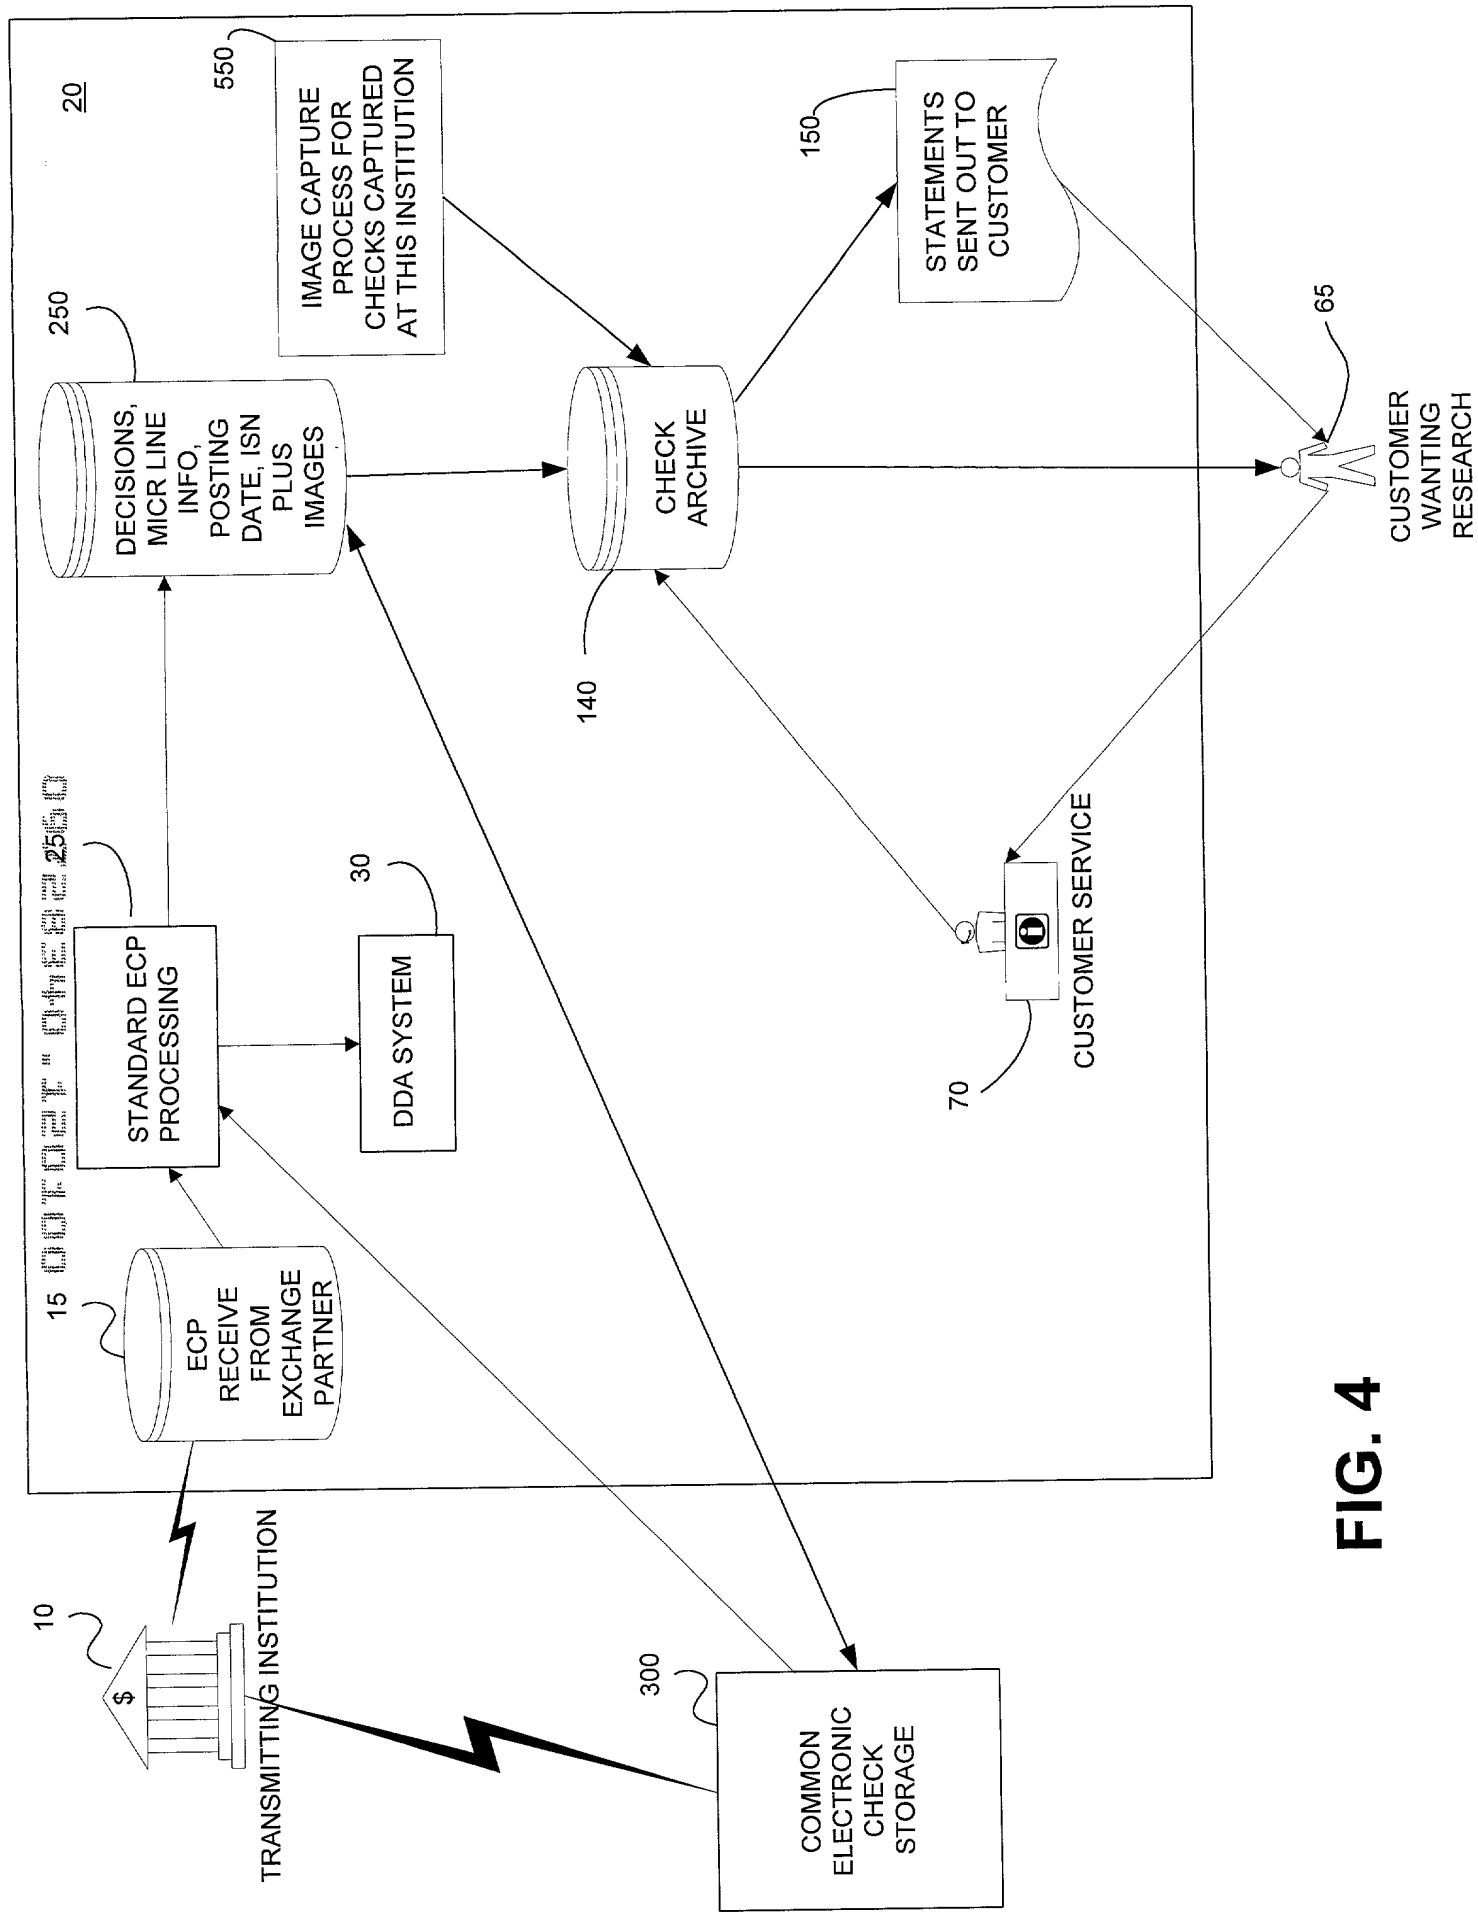 10
TRANSMITTING INSTITUTION
$
15
ECP
RECEIVE
FROM
EXCHANGE
PARTNER
STANDARD ECP
PROCESSING
30
DDA SYSTEM
250
DECISIONS,
MICR LINE
INFO,
POSTING
DATE, ISN
PLUS
IMAGES
20
550
IMAGE CAPTURE
PROCESS FOR
CHECKS CAPTURED
AT THIS INSTITUTION
140
CHECK
ARCHIVE
150
STATEMENTS
SENT OUT TO
CUSTOMER
300
COMMON
ELECTRONIC
CHECK
STORAGE
70
i
CUSTOMER SERVICE
65
CUSTOMER
WANTING
RESEARCH
FIG. 4